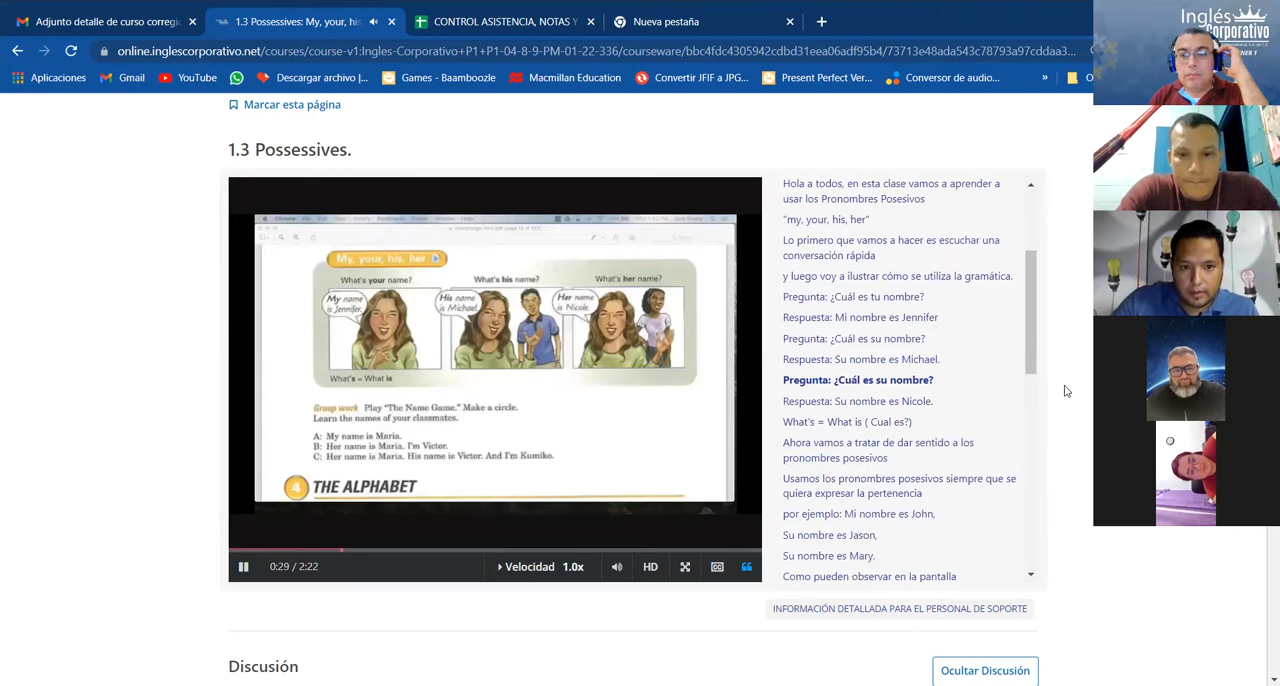 Adjunto detalle de curso corregi
1.3 Possessives: My, your, his
CONTROL ASISTENCIA, NOTAS Y
Nueva pestaña
online.inglescorporativo.net/courses/course-v1:Ingles-Corporativo+P1+P1-04-8-9-PM-01-22-336/courseware/bbc4fdc4305942cdbd31eea06adf95b4/73713e48ada543c78793a97cddaa3...
Aplicaciones
Gmail
YouTube
Descargar archivo |...
Games - Baamboozle
Macmillan Education
Convertir JFIF a JPG...
Present Perfect Ver...
Conversor de audio...
»
Inglés
Corporativo
Marcar esta página
1.3 Possessives.
My, your, his, her
What's your name?
What's his name?
What's her name?
My name
is Jennifer.
His name
is Michael.
Her name
is Nicole.
What's = What is
Group work Play "The Name Game." Make a circle.
Learn the names of your classmates.
A: My name is Maria.
B: Her name is Maria. I'm Victor.
C: Her name is Maria. His name is Victor. And I'm Kumiko.
4 THE ALPHABET
0:29 / 2:22
Velocidad 1.0x
HD
Hola a todos, en esta clase vamos a aprender a
usar los Pronombres Posesivos
"my, your, his, her"
Lo primero que vamos a hacer es escuchar una
conversación rápida
y luego voy a ilustrar cómo se utiliza la gramática.
Pregunta: ¿Cuál es tu nombre?
Respuesta: Mi nombre es Jennifer
Pregunta: ¿Cuál es su nombre?
Respuesta: Su nombre es Michael.
Pregunta: ¿Cuál es su nombre?
Respuesta: Su nombre es Nicole.
What's = What is ( Cual es?)
Ahora vamos a tratar de dar sentido a los
pronombres posesivos
Usamos los pronombres posesivos siempre que se
quiera expresar la pertenencia
por ejemplo: Mi nombre es John,
Su nombre es Jason,
Su nombre es Mary.
Como pueden observar en la pantalla
INFORMACIÓN DETALLADA PARA EL PERSONAL DE SOPORTE
Discusión
Ocultar Discusión